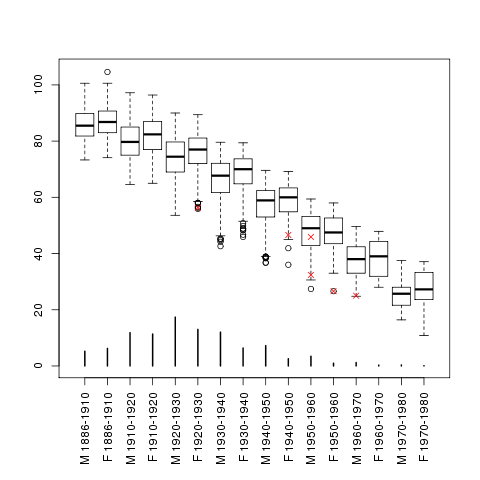 100
80
60
40
20
0
M 1886-1910
F 1886-1910
M 1910-1920
F 1910-1920
M 1920-1930
F 1920-1930
M 1930-1940
F 1930-1940
M 1940-1950
F 1940-1950
M 1950-1960
F 1950-1960
M 1960-1970
F 1960-1970
M 1970-1980
F 1970-1980